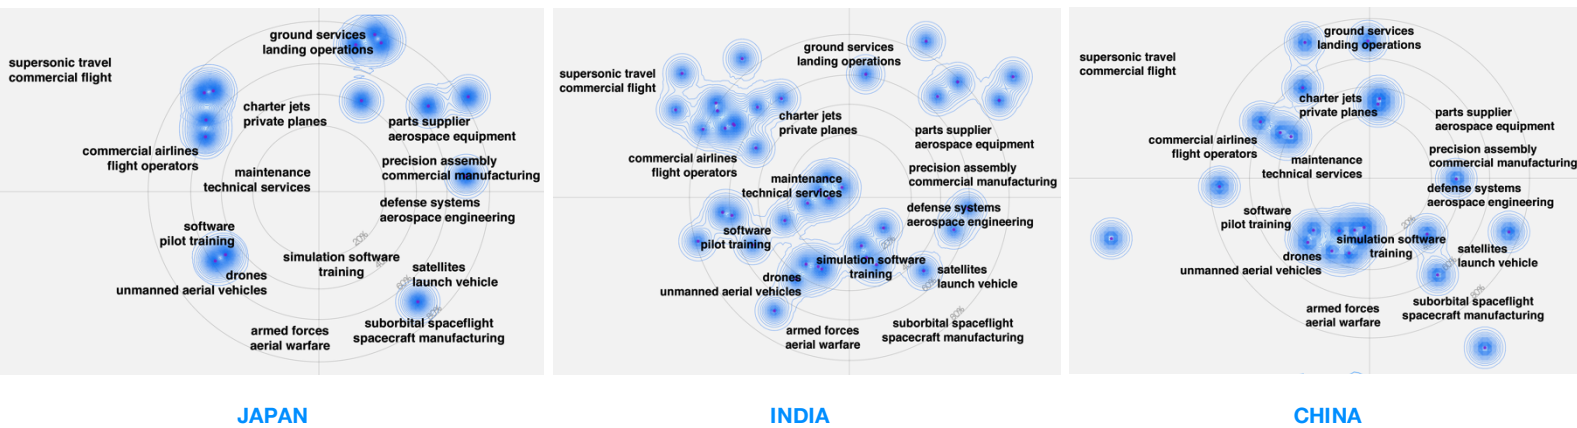 ground services
landing operations
supersonic travel
commercial flight
charter jets
private planes
parts supplier
aerospace equipment
commercial airlines
flight operators
precision assembly
commercial manufacturing
maintenance
technical services
defense systems
aerospace engineering
software
pilot training
20%
simulation software
training
drones
unmanned aerial vehicles
satellites
launch vehicle
60%
80%
suborbital spaceflight
spacecraft manufacturing
armed forces
aerial warfare
JAPAN
ground services
landing operations
supersonic travel
commercial flight
charter jets
private planes
parts supplier
aerospace equipment
commercial airlines
flight operators
precision assembly
commercial manufacturing
maintenance
technical services
defense systems
aerospace engineering
software
pilot training
20%
simulation software
training
drones
unmanned aerial vehicles
satellites
launch vehicle
60%
80%
suborbital spaceflight
spacecraft manufacturing
armed forces
aerial warfare
INDIA
ground services
landing operations
supersonic travel
commercial flight
charter jets
private planes
parts supplier
aerospace equipment
commercial airlines
flight operators
precision assembly
commercial manufacturing
maintenance
technical services
defense systems
aerospace engineering
software
pilot training
20%
simulation software
training
drones
unmanned aerial vehicles
satellites
launch vehicle
80%
suborbital spaceflight
spacecraft manufacturing
armed forces
aerial warfare
CHINA